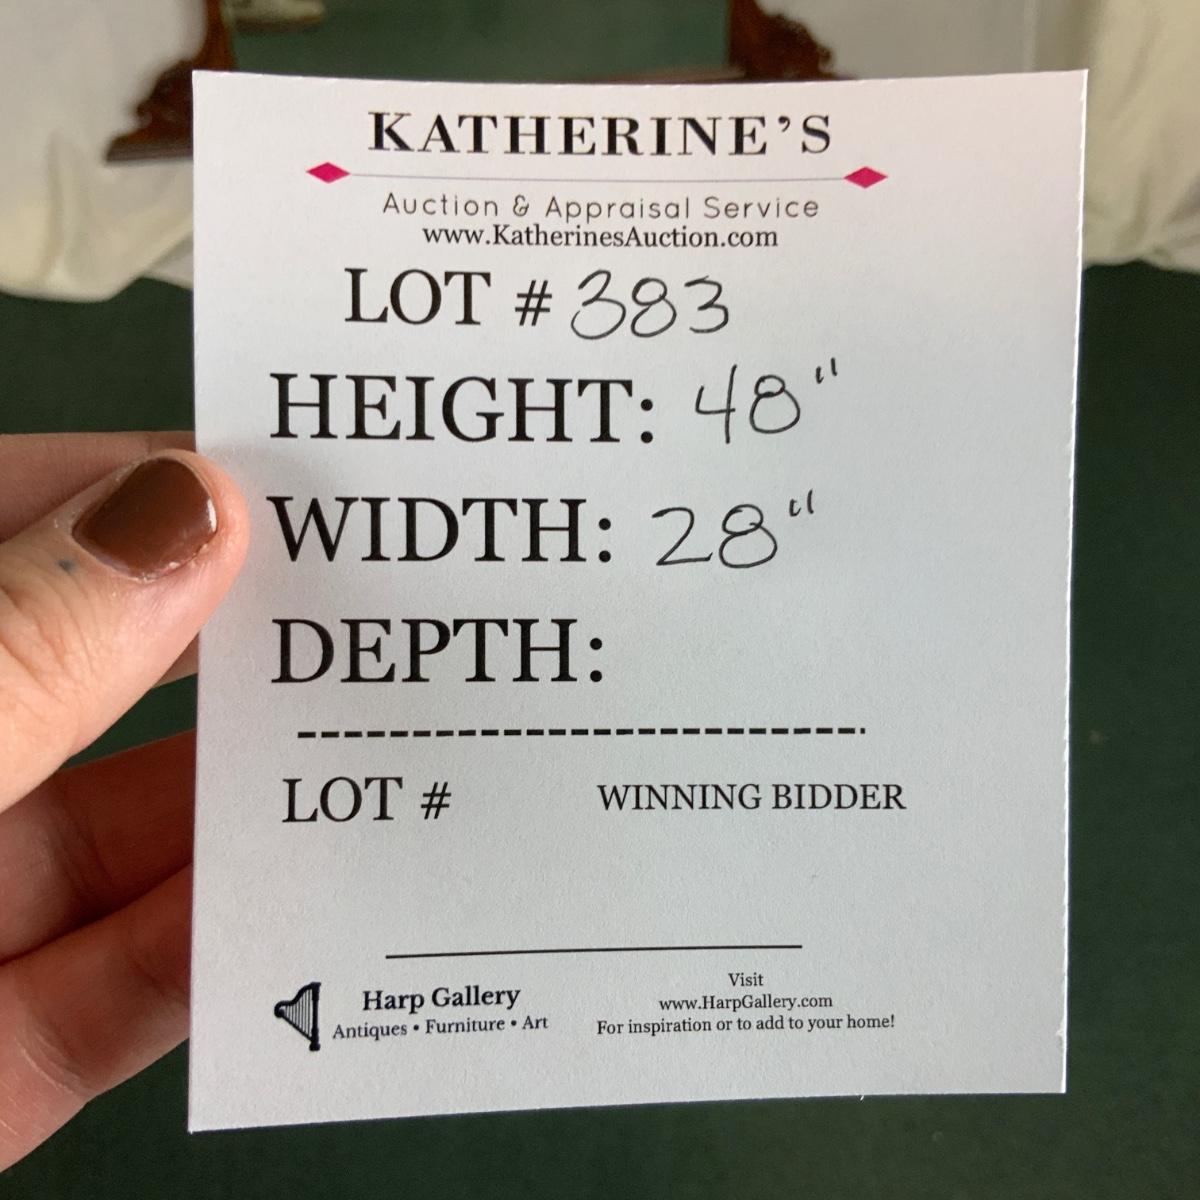 KATHERINE'S
Auction & Appraisal Service
www.KatherinesAuction.com
LOT # 383
HEIGHT: 48"
WIDTH: 28"
DEPTH:
LOT # WINNING BIDDER
Harp Gallery
Antiques • Furniture • Art
Visit
www.HarpGallery.com
For inspiration or to add to your home!